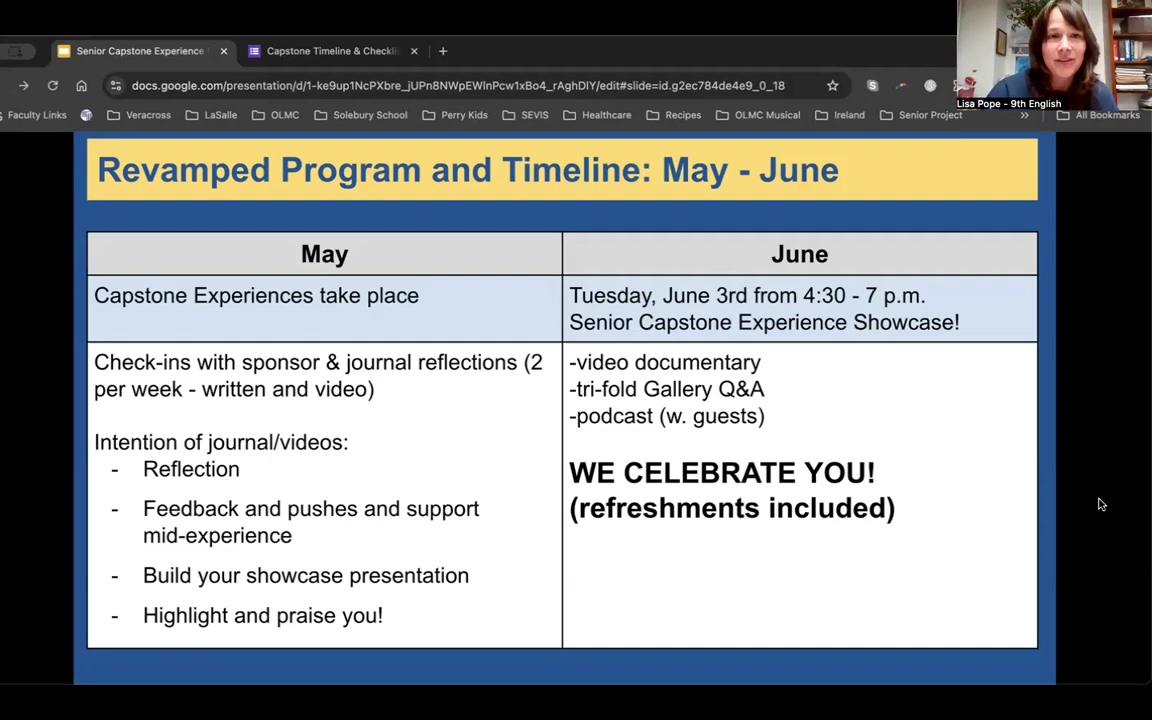 Senior Capstone Experience
Capstone Timeline & Checkli
docs.google.com/presentation/d/1-ke9up1NcPXbre_jUPn8NWpEWlnPcw1xBo4_rAghDlY/edit#slide=id.g2ec784de4e9_0_18
Lisa Pope - 9th English
Faculty Links
Veracross
LaSalle
OLMC
Solebury School
Perry Kids
SEVIS
Healthcare
Recipes
OLMC Musical
Ireland
Senior Project
All Bookmarks
Revamped Program and Timeline: May - June
May
June
Capstone Experiences take place
Tuesday, June 3rd from 4:30 - 7 p.m.
Senior Capstone Experience Showcase!
Check-ins with sponsor & journal reflections (2
per week - written and video)
Intention of journal/videos:
- Reflection
- Feedback and pushes and support
mid-experience
- Build your showcase presentation
- Highlight and praise you!
-video documentary
-tri-fold Gallery Q&A
-podcast (w. guests)
WE CELEBRATE YOU!
(refreshments included)